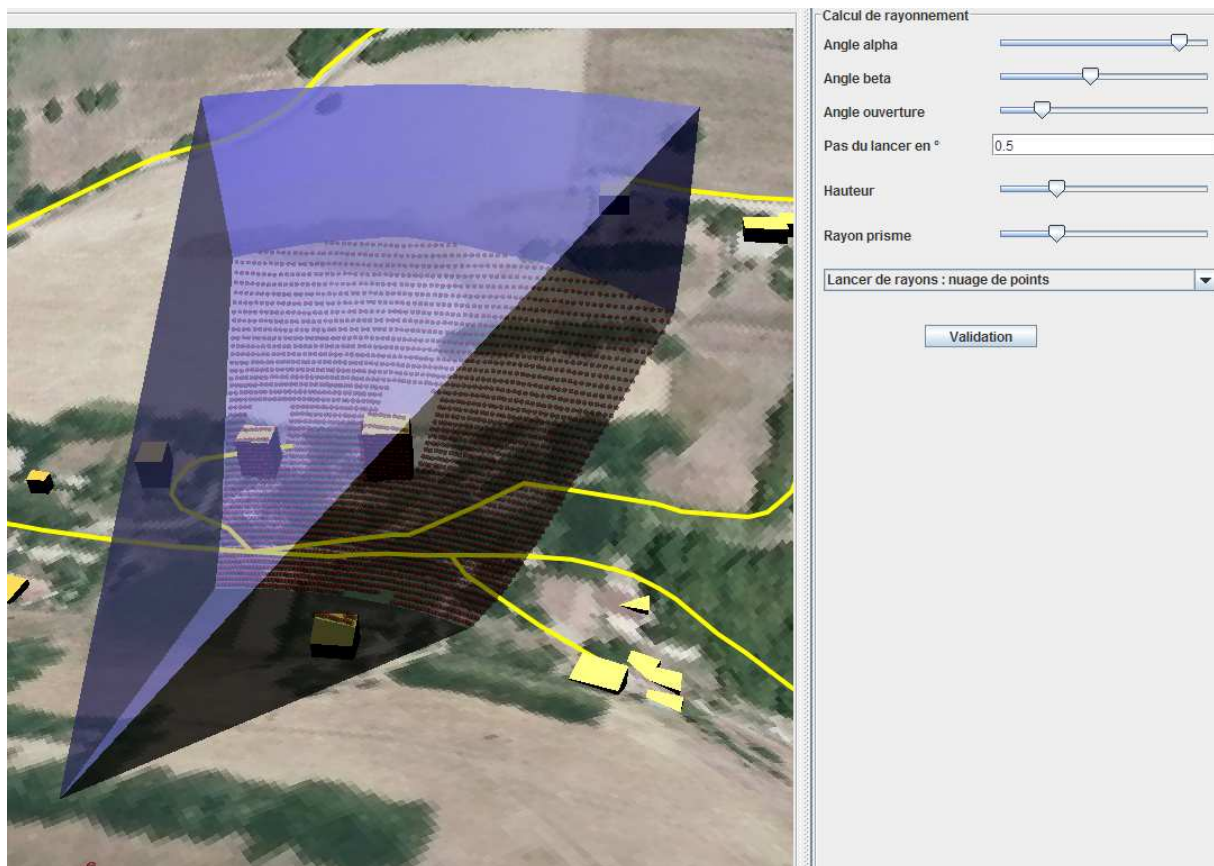 Calcul de rayonnement
Angle alpha
Angle beta
Angle ouverture
Pas du lancer en °
0.5
Hauteur
Rayon prisme
Lancer de rayons : nuage de points
Validation